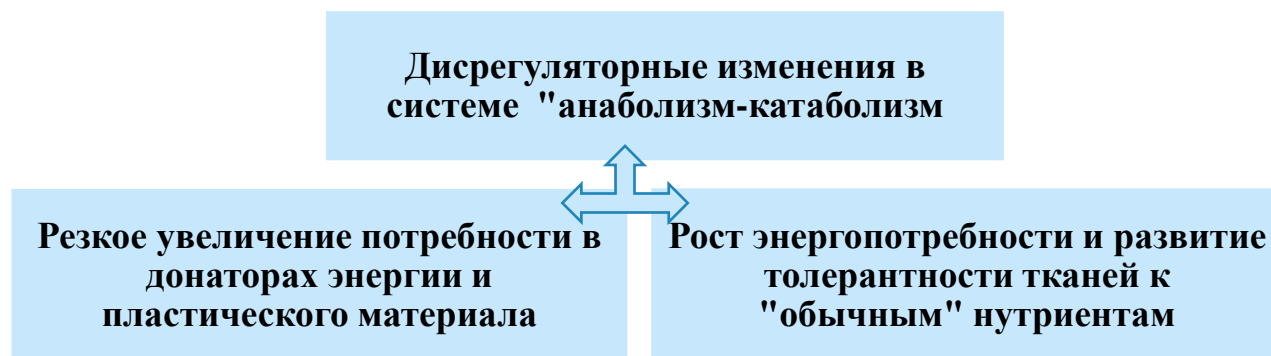 Дисрегуляторные изменения в
системе "анаболизм-катаболизм
Резкое увеличение потребности в
донаторах энергии и
пластического материала
Рост энергопотребности и развитие
толерантности тканей к
"обычным" нутриентам